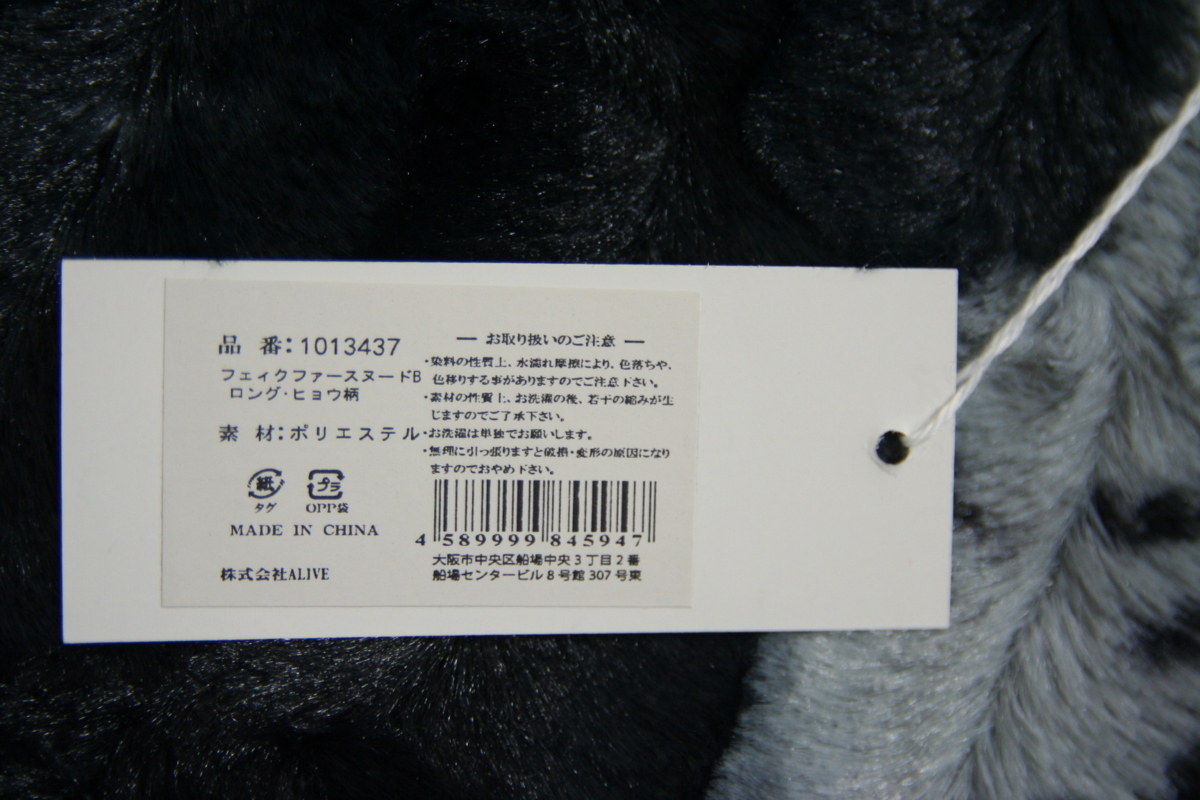 品 番:1013437
フェィクファースヌードB
ロング・ヒョウ柄
素 材:ポリエステル
紙
タグ
プラ
OPP袋
MADE IN CHINA
株式会社ALIVE
― お取り扱いのご注意 ―
・染料の性質上、水濡れ摩擦により、色落ちや、
色移りする事がありますのでご注意下さい。
・素材の性質上、お洗濯の後、若干の縮みが生
じますのでご了承下さい。
・お洗濯は単独でお願いします。
・無理に引っ張りますと破損・変形の原因になり
ますのでおやめ下さい。
4 589999 845947
大阪市中央区船場中央3丁目2番
船場センタービル8号館307号東